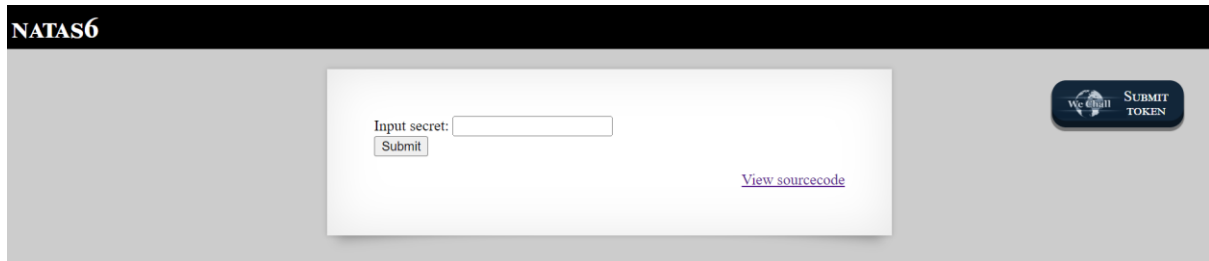 NATAS6
Input secret:
Submit
View sourcecode
We Chall
SUBMIT
TOKEN